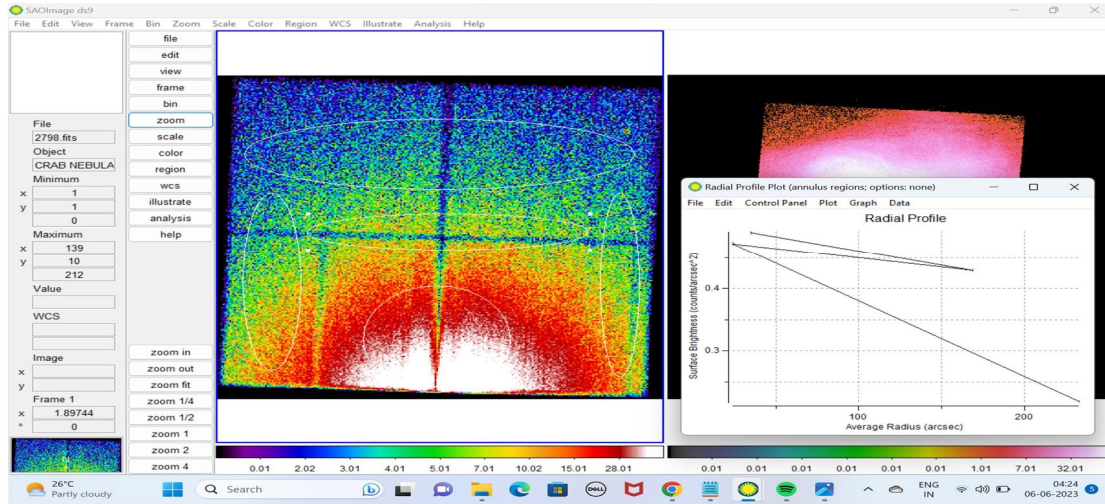 SAOImage ds9
File Edit View Frame Bin Zoom Scale Color Region WCS Illustrate Analysis Help
File
2798.fits
Object
CRAB NEBULA
Minimum
x 1
y 1
0
Maximum
x 139
y 10
212
Value
WCS
Image
x
y
Frame 1
x 1.89744
° 0
file
edit
view
frame
bin
zoom
scale
color
region
wcs
illustrate
analysis
help
zoom in
zoom out
zoom fit
zoom 1/4
zoom 1/2
zoom 1
zoom 2
zoom 4
0.01 2.02 3.01 4.01 5.01 7.01 10.02 15.01 28.01
Radial Profile Plot (annulus regions; options: none)
File Edit Control Panel Plot Graph Data
Radial Profile
Surface Brightness (counts/arcsec^2)
0.4
0.3
100 200
Average Radius (arcsec)
0.01 0.01 0.01 0.01 0.01 0.01 1.01 7.01 32.01
26°C
Partly cloudy
Search
DELL
ENG
IN
04:24
06-06-2023
5